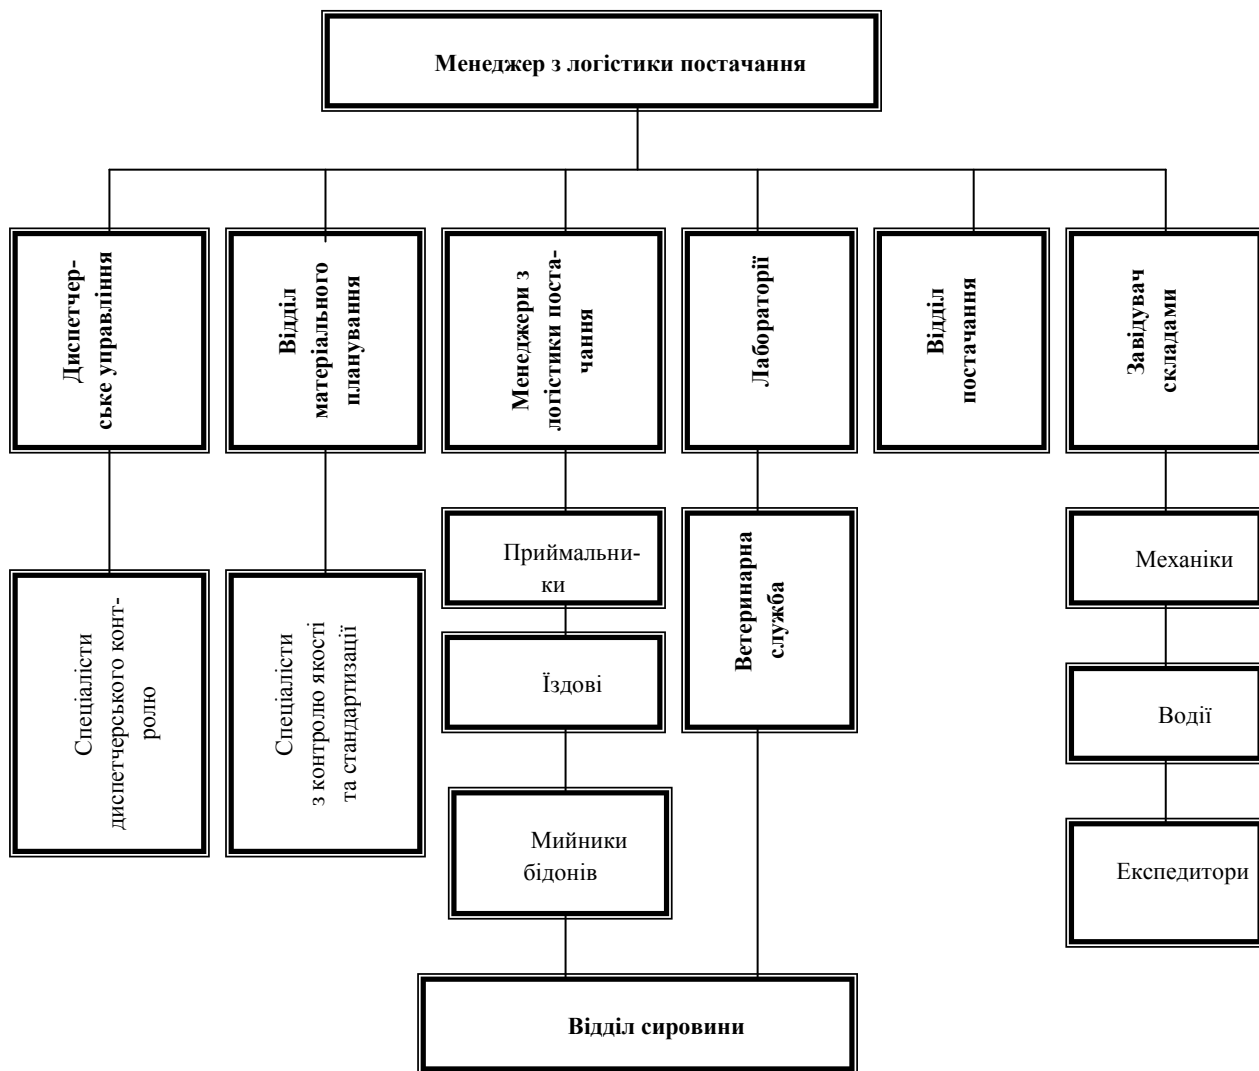 Менеджер з логістики постачання
Диспетчер-
ське управління
Відділ
матеріального
планування
Менеджери з
логістики поста-
чання
Лабораторії
Відділ
постачання
Завідувач
складами
Спеціалісти
диспетчерського конт-
ролю
Спеціалісти
з контролю якості
та стандартизації
Приймальни-
ки
Їздові
Мийники
бідонів
Ветеринарна
служба
Механіки
Водії
Експедитори
Відділ сировини